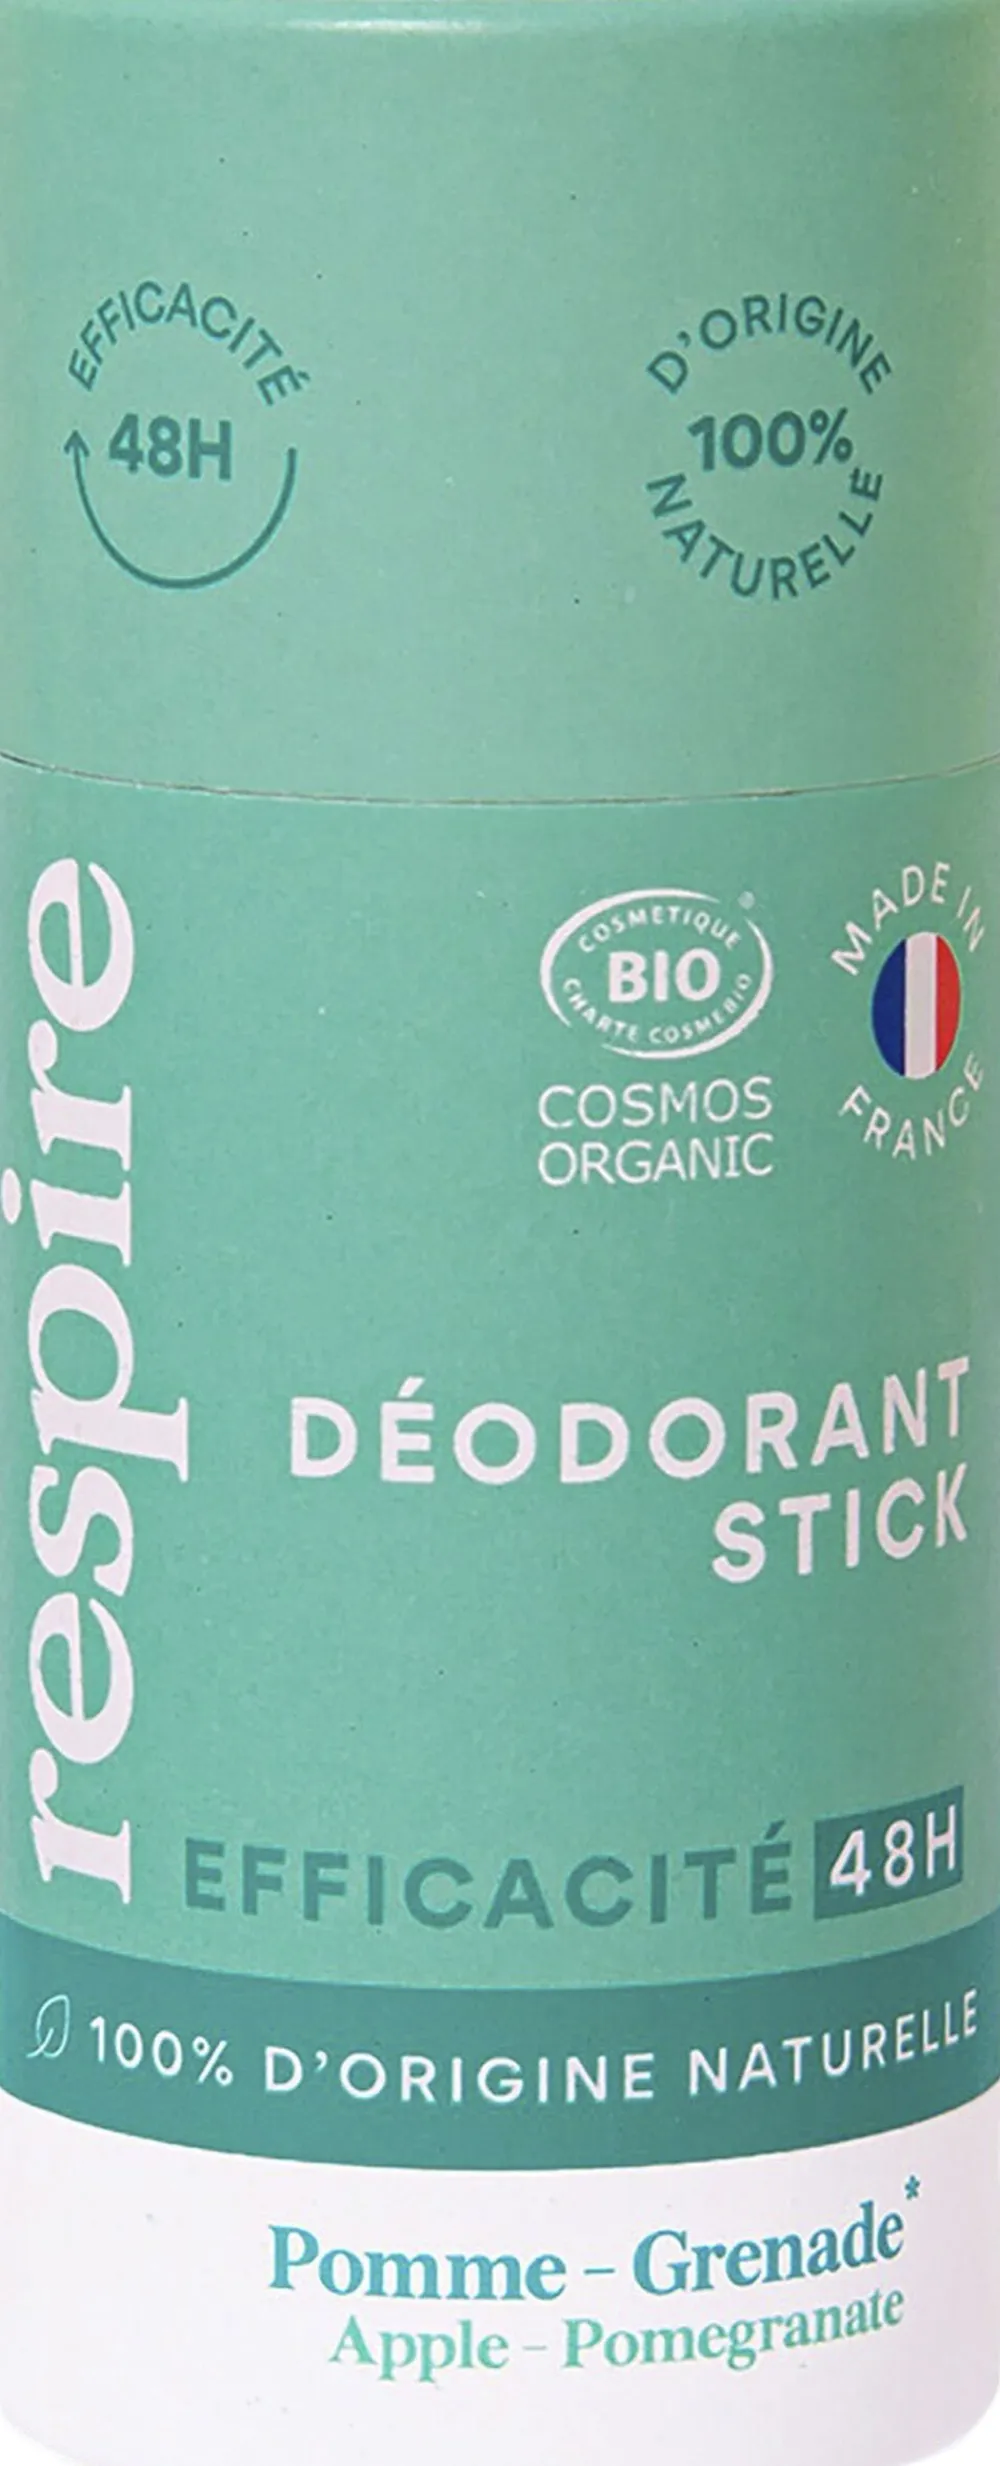 EFFICACITÉ
48H
D'ORIGINE
100%
NATURELLE
respire
COSMETIQUE
BIO
CHARTE COSMEBIO
®
COSMOS
ORGANIC
MADE IN
FRANCE
DÉODORANT
STICK
EFFICACITÉ 48H
100% D'ORIGINE NATURELLE
Pomme - Grenade*
Apple - Pomegranate